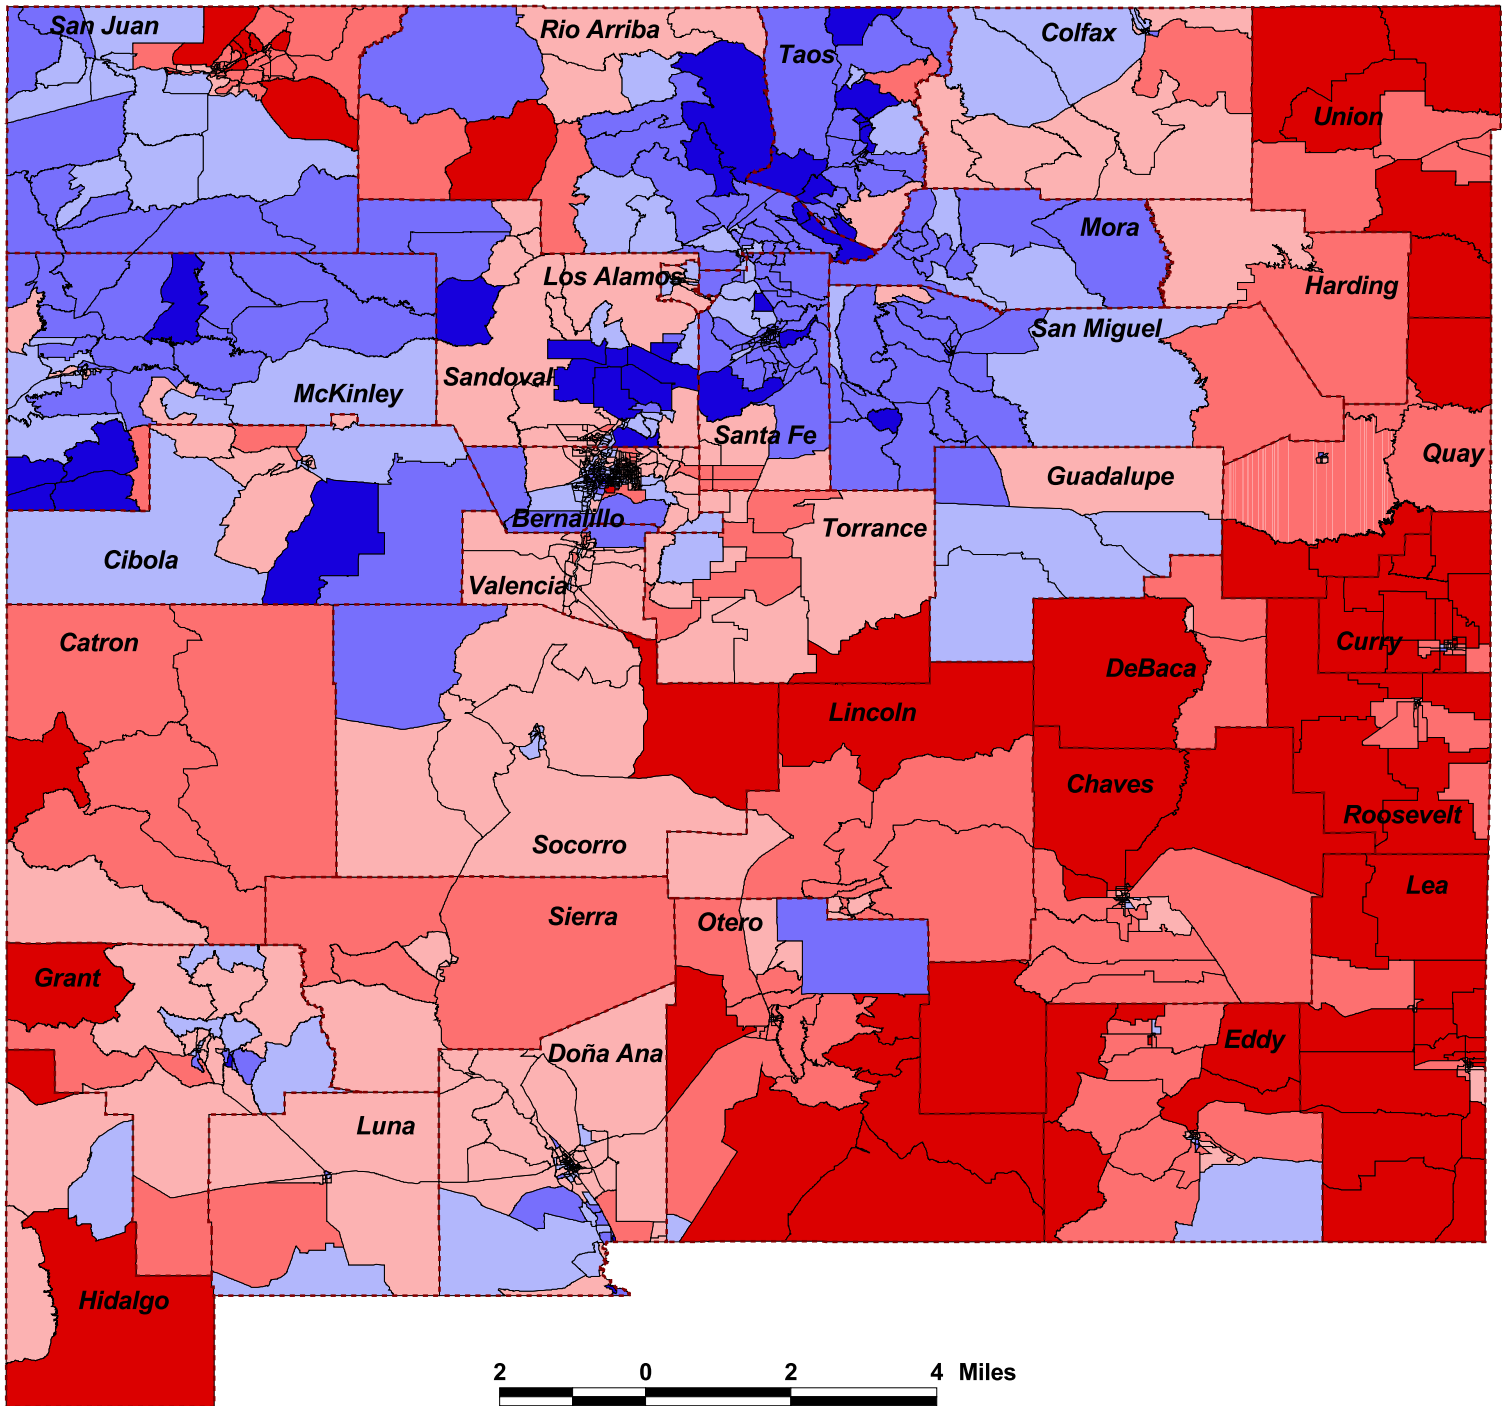 San Juan
Rio Arriba
Taos
Colfax
Union
Mora
Los Alamos
Harding
San Miguel
Sandoval
McKinley
Santa Fe
Quay
Guadalupe
Bernalillo
Torrance
Cibola
Valencia
Catron
Curry
DeBaca
Lincoln
Chaves
Roosevelt
Socorro
Lea
Sierra
Otero
Grant
Eddy
Doña Ana
Luna
Hidalgo
2 0 2 4 Miles